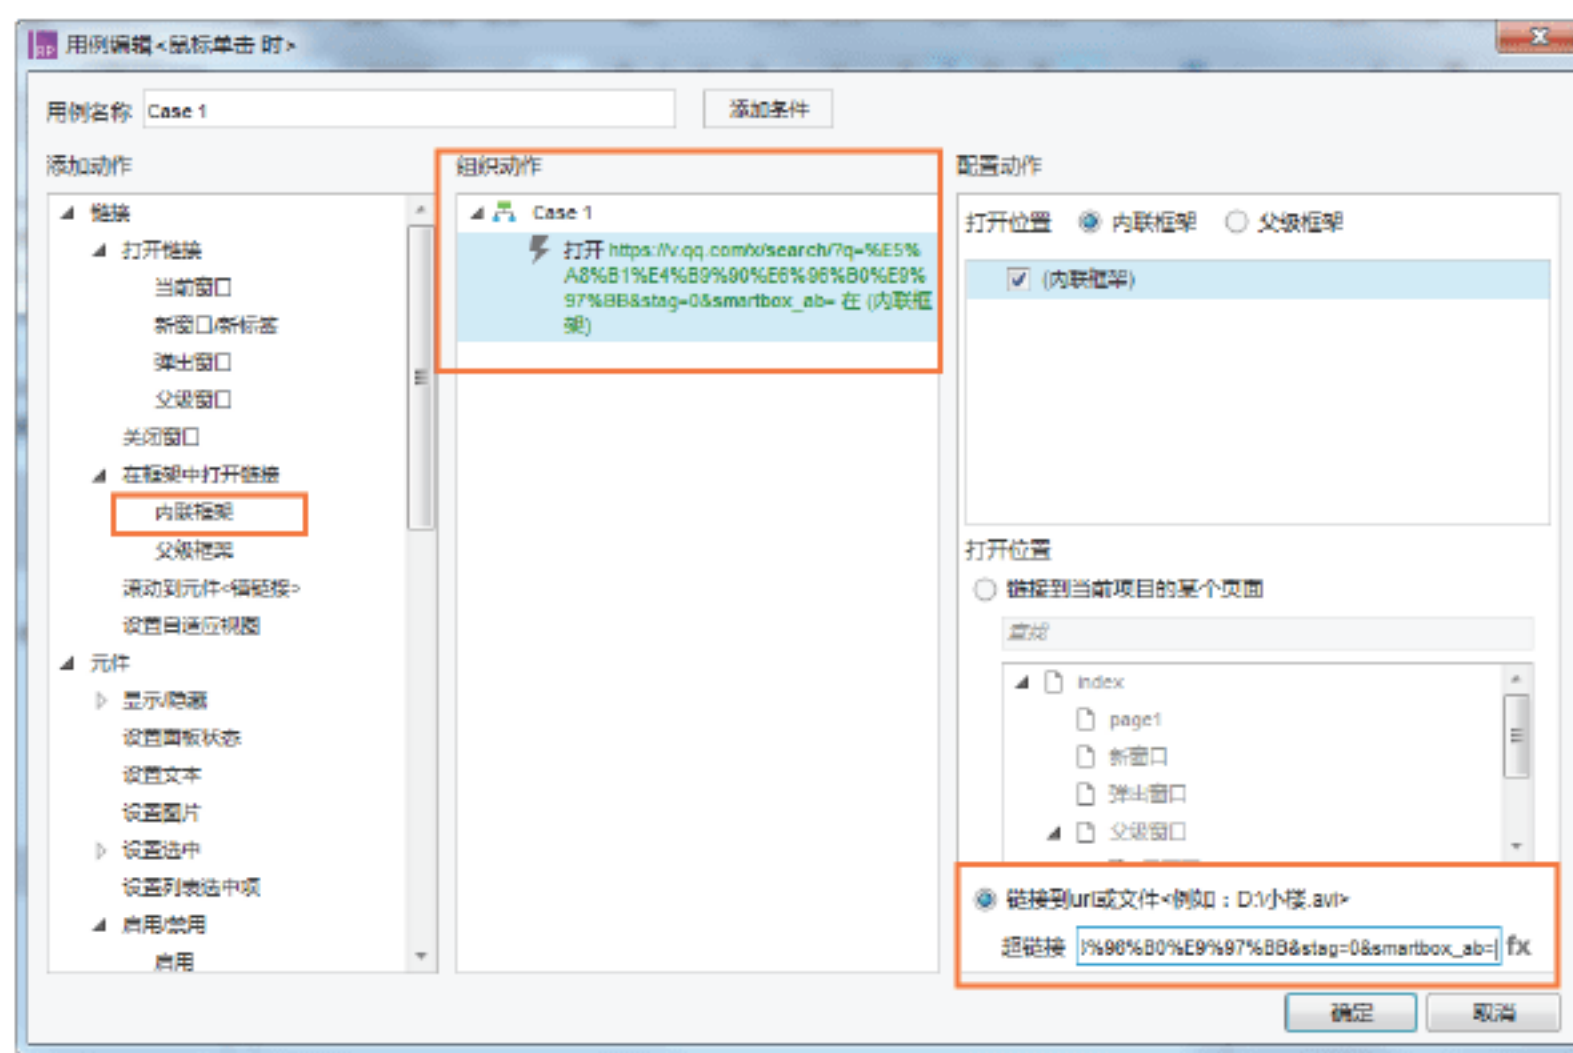 用例编辑<鼠标单击 时>
用例名称 Case 1 添加条件
添加动作
链接
打开链接
当前窗口
新窗口/新标签
弹出窗口
父级窗口
关闭窗口
在框架中打开链接
内联框架
父级框架
滚动到元件<锚链接>
设置自适应视图
元件
显示/隐藏
设置面板状态
设置文本
设置图片
设置选中
设置列表选中项
启用/禁用
启用
组织动作
Case 1
打开 https://v.qq.com/x/search/?q=%E5%
A8%B1%E4%B9%90%E6%96%B0%E9%
97%BB&stag=0&smartbox_ab= 在 (内联框
架)
配置动作
打开位置 内联框架 父级框架
(内联框架)
打开位置
链接到当前项目的某个页面
查找
index
page1
新窗口
弹出窗口
父级窗口
链接到url或文件<例如：D:\小楼.avi>
超链接 %96%B0%E9%97%BB&stag=0&smartbox_ab= fx
确定 取消